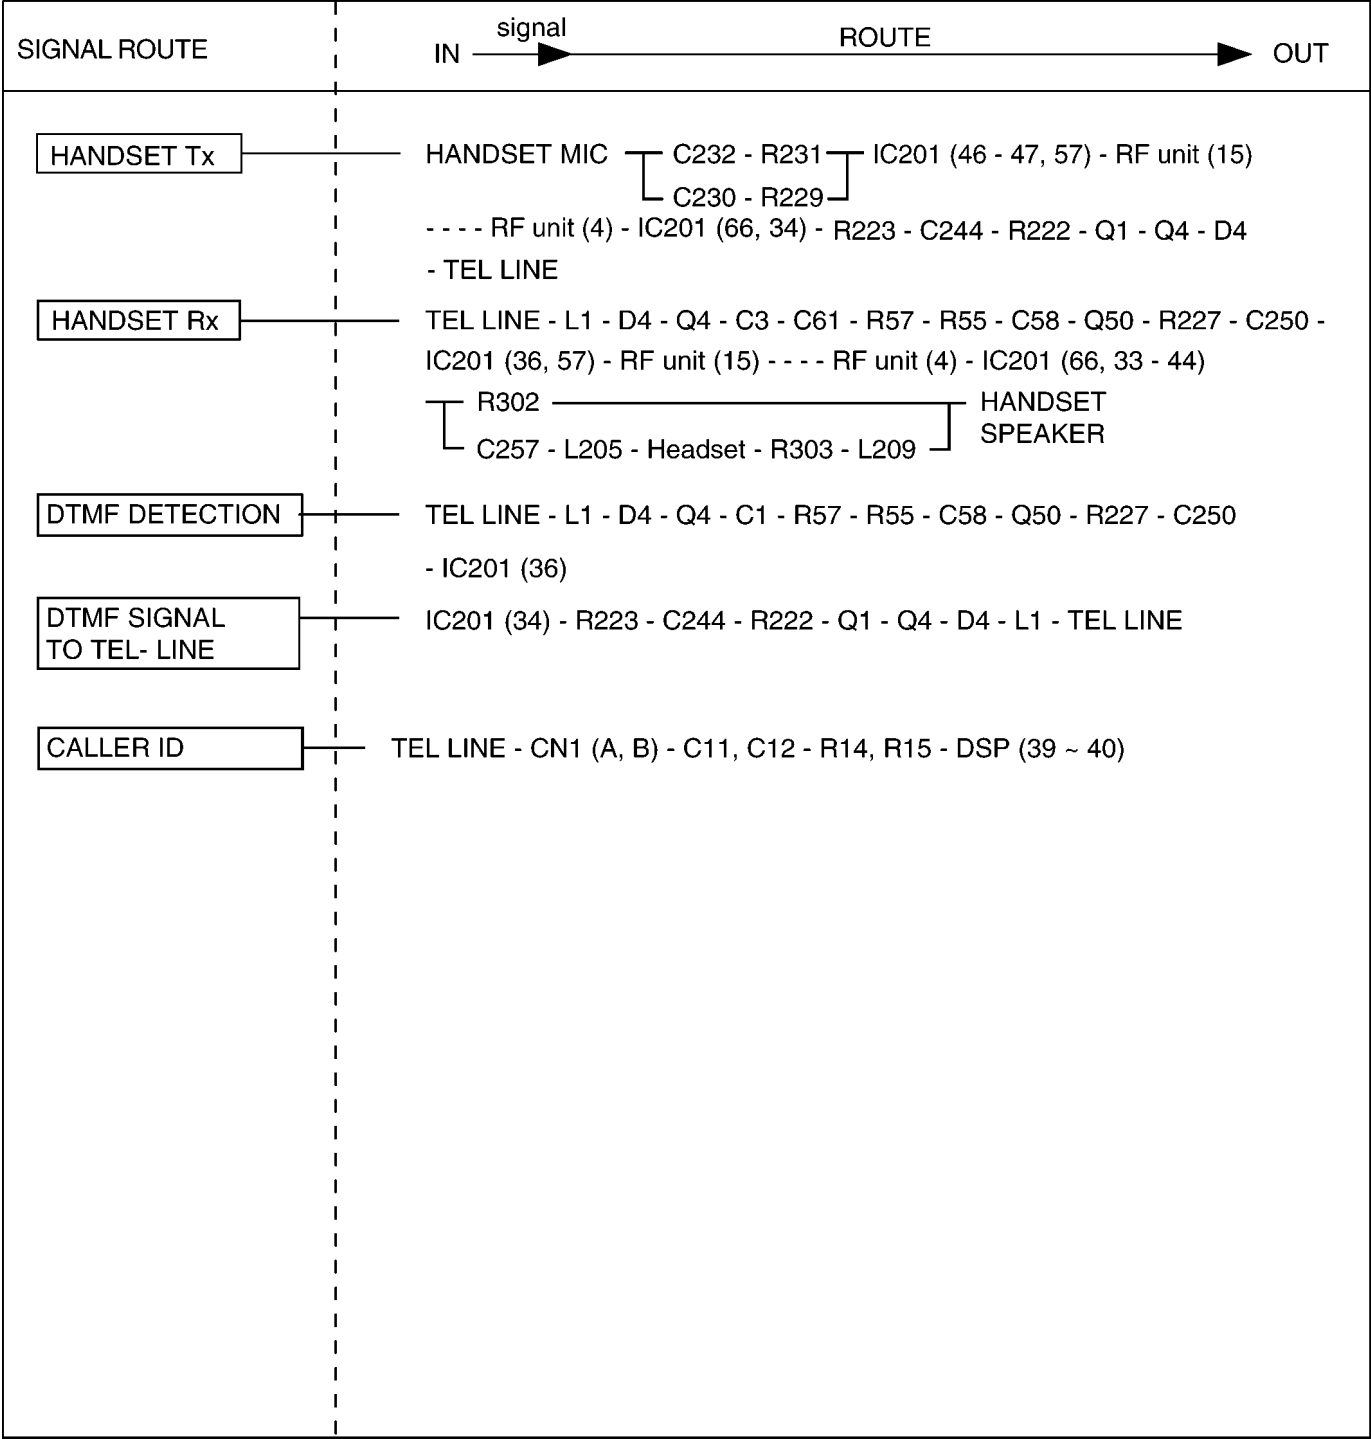 SIGNAL ROUTE
IN signal ROUTE OUT
HANDSET Tx
HANDSET MIC C232 - R231 IC201 (46 - 47, 57) - RF unit (15)
C230 - R229
- - - - RF unit (4) - IC201 (66, 34) - R223 - C244 - R222 - Q1 - Q4 - D4
- TEL LINE
HANDSET Rx
TEL LINE - L1 - D4 - Q4 - C3 - C61 - R57 - R55 - C58 - Q50 - R227 - C250 -
IC201 (36, 57) - RF unit (15) - - - - RF unit (4) - IC201 (66, 33 - 44)
R302 HANDSET
SPEAKER
C257 - L205 - Headset - R303 - L209
DTMF DETECTION
TEL LINE - L1 - D4 - Q4 - C1 - R57 - R55 - C58 - Q50 - R227 - C250
- IC201 (36)
DTMF SIGNAL
TO TEL- LINE
IC201 (34) - R223 - C244 - R222 - Q1 - Q4 - D4 - L1 - TEL LINE
CALLER ID
TEL LINE - CN1 (A, B) - C11, C12 - R14, R15 - DSP (39 ~ 40)